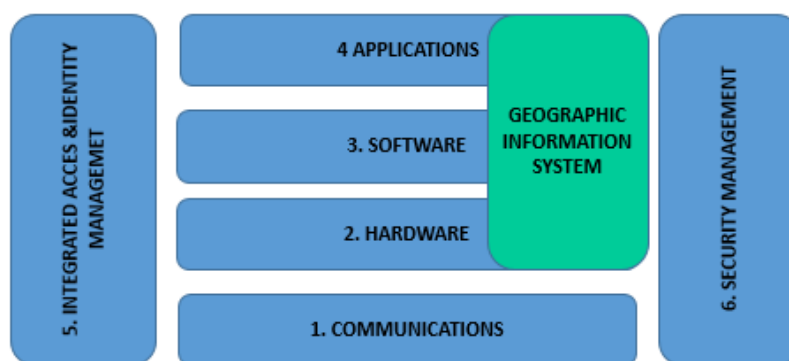 5. INTEGRATED ACCES &IDENTITY
MANAGEMET
4 APPLICATIONS
3. SOFTWARE
2. HARDWARE
1. COMMUNICATIONS
GEOGRAPHIC
INFORMATION
SYSTEM
6. SECURITY MANAGEMENT